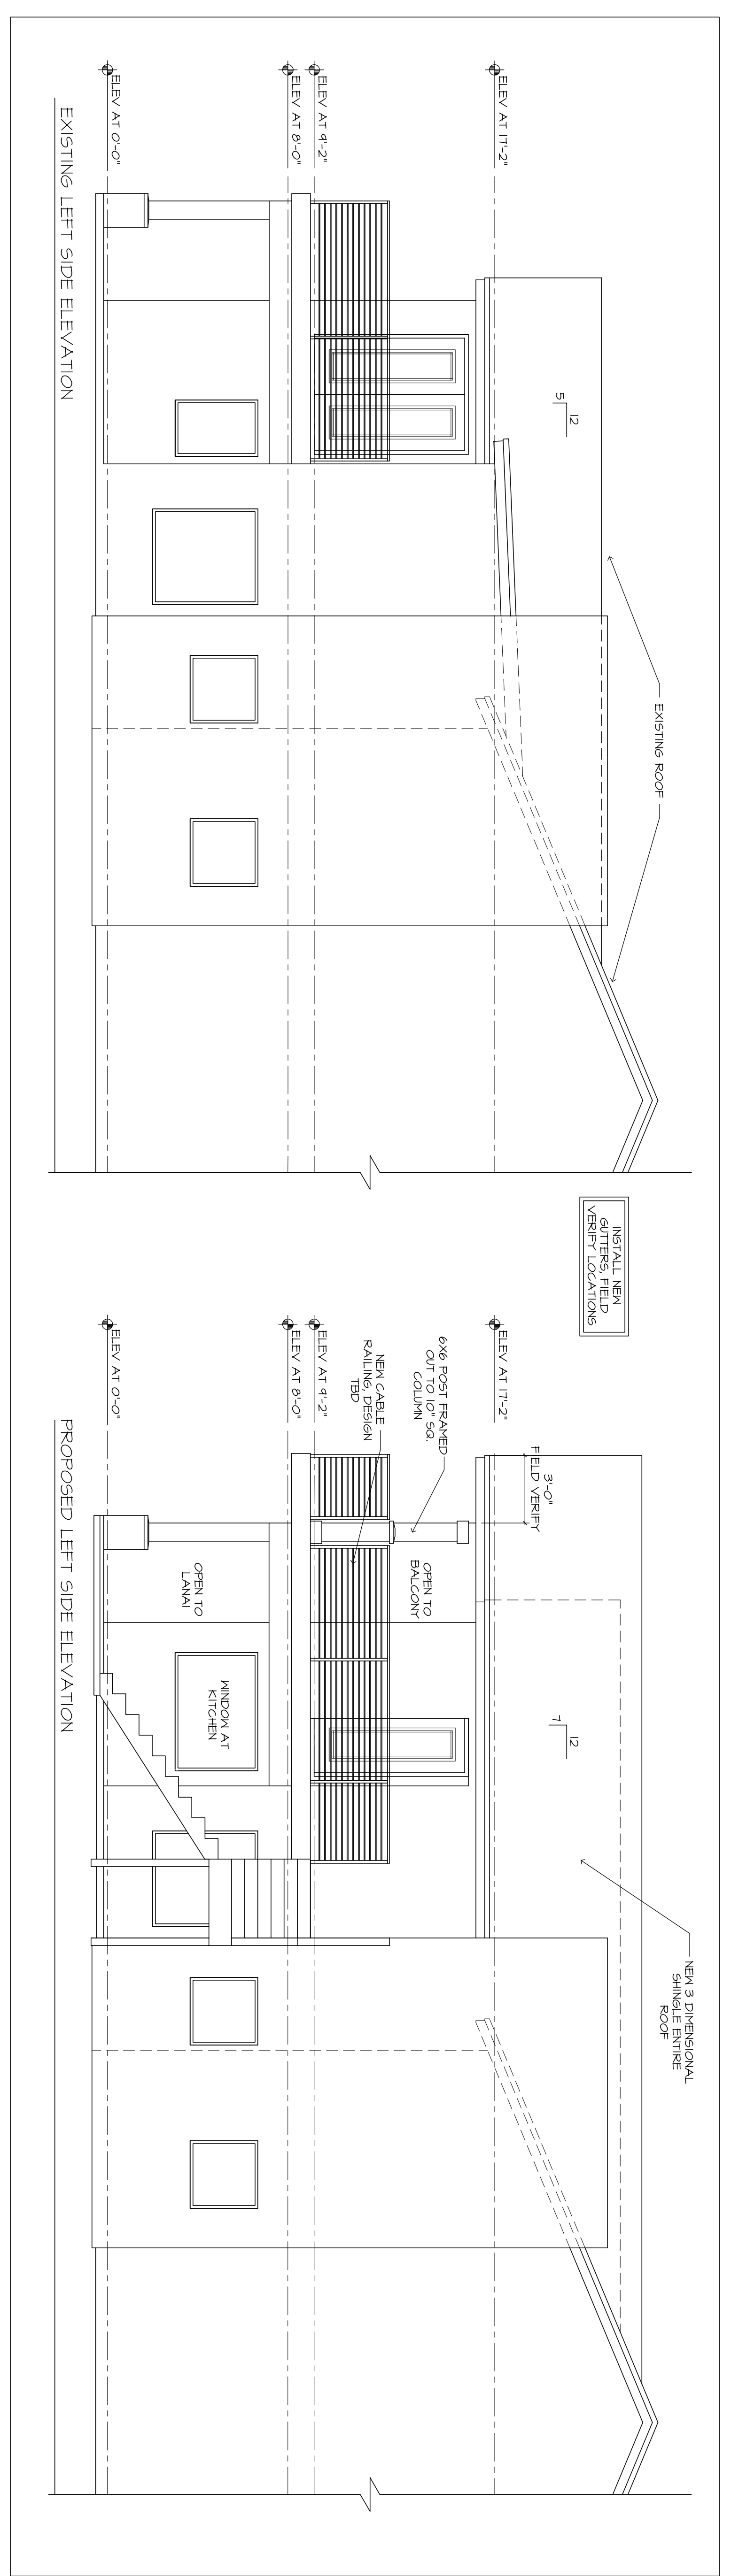 ELEV AT 17'-2"
ELEV AT 9'-2"
ELEV AT 8'-0"
ELEV AT 0'-0"
5
12
EXISTING ROOF
EXISTING LEFT SIDE ELEVATION
INSTALL NEW
GUTTERS, FIELD
VERIFY LOCATIONS
ELEV AT 17'-2"
ELEV AT 9'-2"
ELEV AT 8'-0"
ELEV AT 0'-0"
6X6 POST FRAMED
OUT TO 10" SQ.
COLUMN
NEW CABLE
RAILING, DESIGN
TBD
3'-0"
FIELD VERIFY
OPEN TO
BALCONY
OPEN TO
LANAI
WINDOW AT
KITCHEN
7
12
NEW 3 DIMENSIONAL
SHINGLE ENTIRE
ROOF
PROPOSED LEFT SIDE ELEVATION